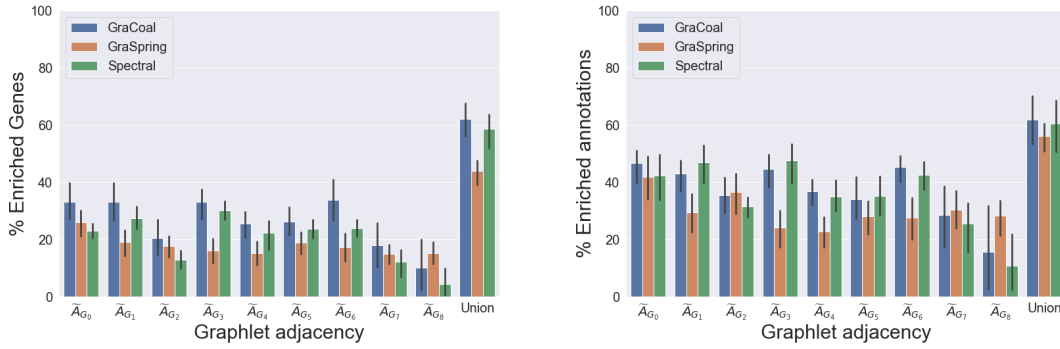 100
80
60
40
20
0
% Enriched Genes
GraCoal
GraSpring
Spectral
Ã_G₀ Ã_G₁ Ã_G₂ Ã_G₃ Ã_G₄ Ã_G₅ Ã_G₆ Ã_G₇ Ã_G₈ Union
Graphlet adjacency
100
80
60
40
20
0
% Enriched annotations
GraCoal
GraSpring
Spectral
Ã_G₀ Ã_G₁ Ã_G₂ Ã_G₃ Ã_G₄ Ã_G₅ Ã_G₆ Ã_G₇ Ã_G₈ Union
Graphlet adjacency